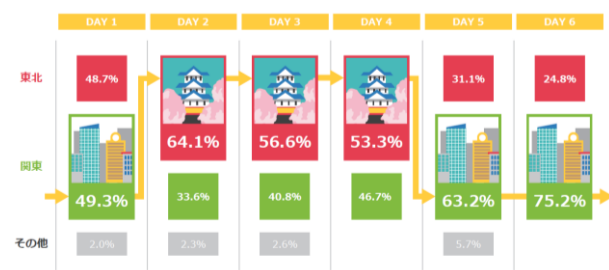 DAY 1 DAY 2 DAY 3 DAY 4 DAY 5 DAY 6
東北 48.7% 64.1% 56.6% 53.3% 31.1% 24.8%
関東 49.3% 33.6% 40.8% 46.7% 63.2% 75.2%
その他 2.0% 2.3% 2.6% 5.7%